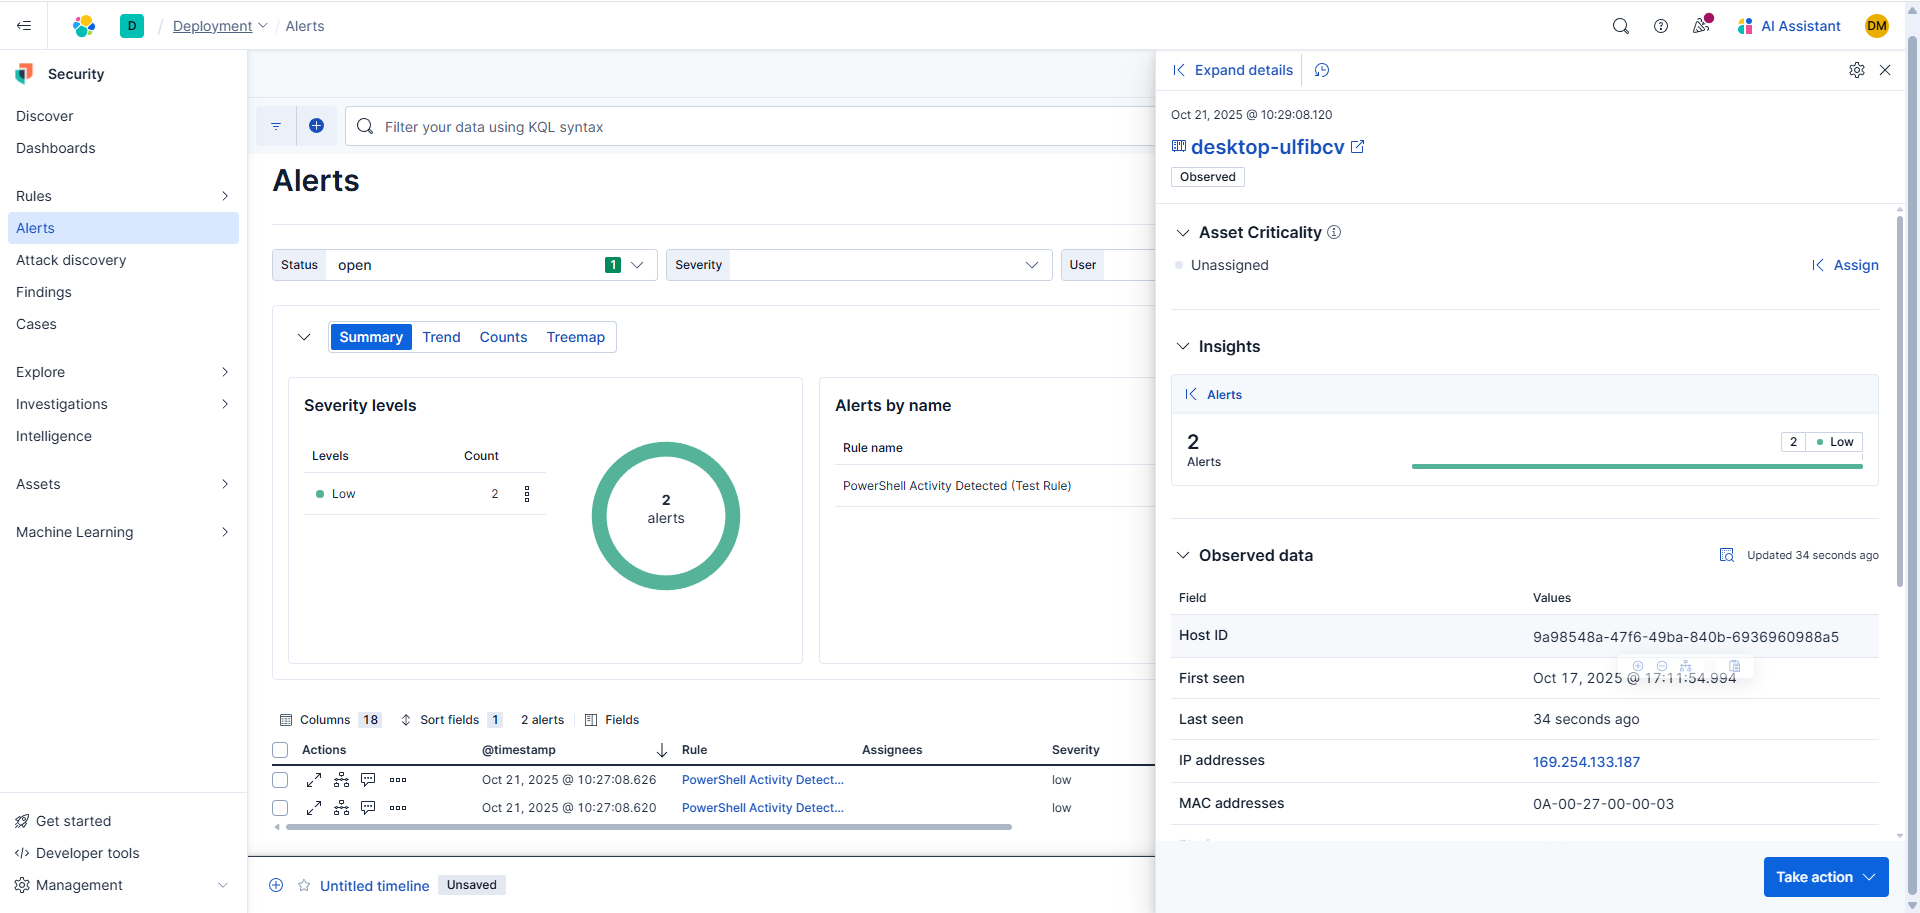 D
Deployment
Alerts
AI Assistant
DM
Security
Discover
Dashboards
Rules
Alerts
Attack discovery
Findings
Cases
Explore
Investigations
Intelligence
Assets
Machine Learning
Get started
Developer tools
Management
Filter your data using KQL syntax
Alerts
Status open 1
Severity
User
Summary Trend Counts Treemap
Severity levels
Levels Count
Low 2
2
alerts
Alerts by name
Rule name
PowerShell Activity Detected (Test Rule)
Columns 18 Sort fields 1 2 alerts Fields
Actions @timestamp Rule Assignees Severity
Oct 21, 2025 @ 10:27:08.626 PowerShell Activity Detect... low
Oct 21, 2025 @ 10:27:08.620 PowerShell Activity Detect... low
Untitled timeline Unsaved
Expand details
Oct 21, 2025 @ 10:29:08.120
desktop-ulfibcv
Observed
Asset Criticality
Unassigned
Assign
Insights
Alerts
2
Alerts
2 Low
Observed data
Updated 34 seconds ago
Field Values
Host ID 9a98548a-47f6-49ba-840b-6936960988a5
First seen Oct 17, 2025 @ 17:11:54.994
Last seen 34 seconds ago
IP addresses 169.254.133.187
MAC addresses 0A-00-27-00-00-03
Take action